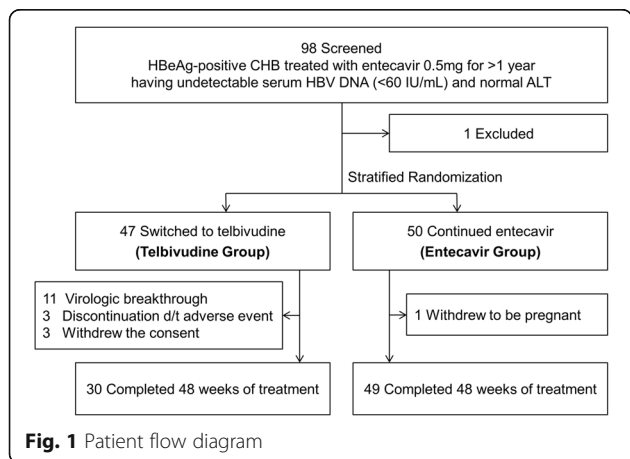 98 Screened
HBeAg-positive CHB treated with entecavir 0.5mg for >1 year
having undetectable serum HBV DNA (<60 IU/mL) and normal ALT
1 Excluded
Stratified Randomization
47 Switched to telbivudine
(Telbivudine Group)
50 Continued entecavir
(Entecavir Group)
11 Virologic breakthrough
3 Discontinuation d/t adverse event
3 Withdrew the consent
1 Withdrew to be pregnant
30 Completed 48 weeks of treatment
49 Completed 48 weeks of treatment
Fig. 1 Patient flow diagram